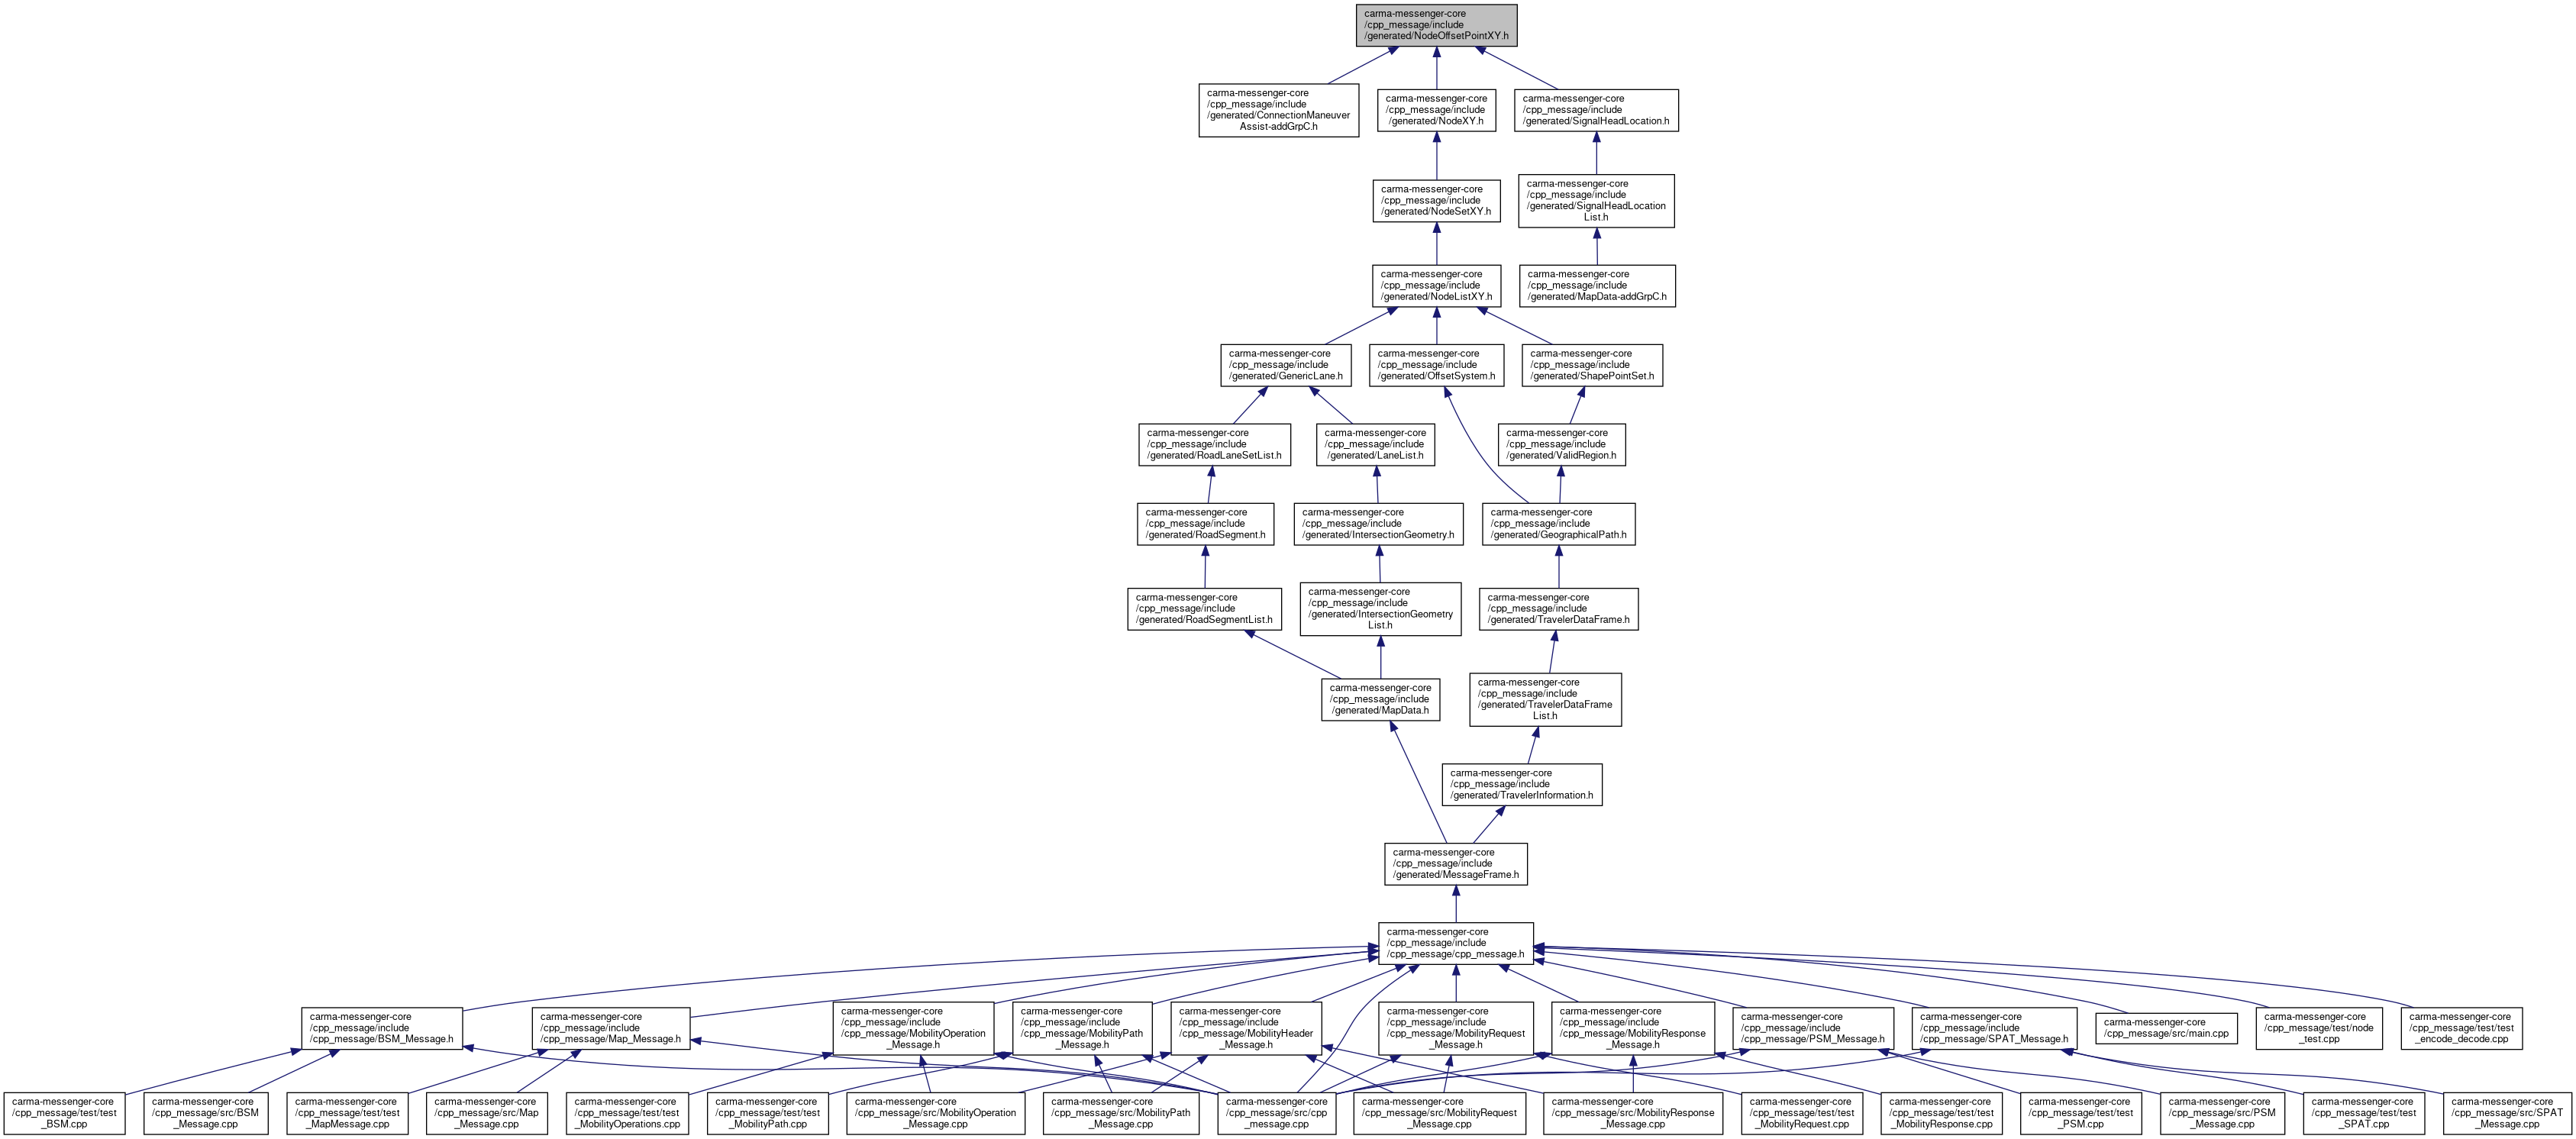 carma-messenger-core
/cpp_message/include
/generated/NodeOffsetPointXY.h
carma-messenger-core
/cpp_message/include
/generated/ConnectionManeuver
Assist-addGrpC.h
carma-messenger-core
/cpp_message/include
/generated/NodeXY.h
carma-messenger-core
/cpp_message/include
/generated/SignalHeadLocation.h
carma-messenger-core
/cpp_message/include
/generated/NodeSetXY.h
carma-messenger-core
/cpp_message/include
/generated/SignalHeadLocation
List.h
carma-messenger-core
/cpp_message/include
/generated/NodeListXY.h
carma-messenger-core
/cpp_message/include
/generated/MapData-addGrpC.h
carma-messenger-core
/cpp_message/include
/generated/GenericLane.h
carma-messenger-core
/cpp_message/include
/generated/OffsetSystem.h
carma-messenger-core
/cpp_message/include
/generated/ShapePointSet.h
carma-messenger-core
/cpp_message/include
/generated/RoadLaneSetList.h
carma-messenger-core
/cpp_message/include
/generated/LaneList.h
carma-messenger-core
/cpp_message/include
/generated/ValidRegion.h
carma-messenger-core
/cpp_message/include
/generated/RoadSegment.h
carma-messenger-core
/cpp_message/include
/generated/IntersectionGeometry.h
carma-messenger-core
/cpp_message/include
/generated/GeographicalPath.h
carma-messenger-core
/cpp_message/include
/generated/RoadSegmentList.h
carma-messenger-core
/cpp_message/include
/generated/IntersectionGeometry
List.h
carma-messenger-core
/cpp_message/include
/generated/TravelerDataFrame.h
carma-messenger-core
/cpp_message/include
/generated/MapData.h
carma-messenger-core
/cpp_message/include
/generated/TravelerDataFrame
List.h
carma-messenger-core
/cpp_message/include
/generated/TravelerInformation.h
carma-messenger-core
/cpp_message/include
/generated/MessageFrame.h
carma-messenger-core
/cpp_message/include
/cpp_message/cpp_message.h
carma-messenger-core
/cpp_message/include
/cpp_message/BSM_Message.h
carma-messenger-core
/cpp_message/include
/cpp_message/Map_Message.h
carma-messenger-core
/cpp_message/include
/cpp_message/MobilityOperation
_Message.h
carma-messenger-core
/cpp_message/include
/cpp_message/MobilityPath
_Message.h
carma-messenger-core
/cpp_message/include
/cpp_message/MobilityHeader
_Message.h
carma-messenger-core
/cpp_message/include
/cpp_message/MobilityRequest
_Message.h
carma-messenger-core
/cpp_message/include
/cpp_message/MobilityResponse
_Message.h
carma-messenger-core
/cpp_message/include
/cpp_message/PSM_Message.h
carma-messenger-core
/cpp_message/include
/cpp_message/SPAT_Message.h
carma-messenger-core
/cpp_message/src/main.cpp
carma-messenger-core
/cpp_message/test/node
_test.cpp
carma-messenger-core
/cpp_message/test/test
_encode_decode.cpp
carma-messenger-core
/cpp_message/test/test
_BSM.cpp
carma-messenger-core
/cpp_message/src/BSM
_Message.cpp
carma-messenger-core
/cpp_message/test/test
_MapMessage.cpp
carma-messenger-core
/cpp_message/src/Map
_Message.cpp
carma-messenger-core
/cpp_message/test/test
_MobilityOperations.cpp
carma-messenger-core
/cpp_message/test/test
_MobilityPath.cpp
carma-messenger-core
/cpp_message/src/MobilityOperation
_Message.cpp
carma-messenger-core
/cpp_message/src/MobilityPath
_Message.cpp
carma-messenger-core
/cpp_message/src/cpp
_message.cpp
carma-messenger-core
/cpp_message/src/MobilityRequest
_Message.cpp
carma-messenger-core
/cpp_message/src/MobilityResponse
_Message.cpp
carma-messenger-core
/cpp_message/test/test
_MobilityRequest.cpp
carma-messenger-core
/cpp_message/test/test
_MobilityResponse.cpp
carma-messenger-core
/cpp_message/test/test
_PSM.cpp
carma-messenger-core
/cpp_message/src/PSM
_Message.cpp
carma-messenger-core
/cpp_message/test/test
_SPAT.cpp
carma-messenger-core
/cpp_message/src/SPAT
_Message.cpp